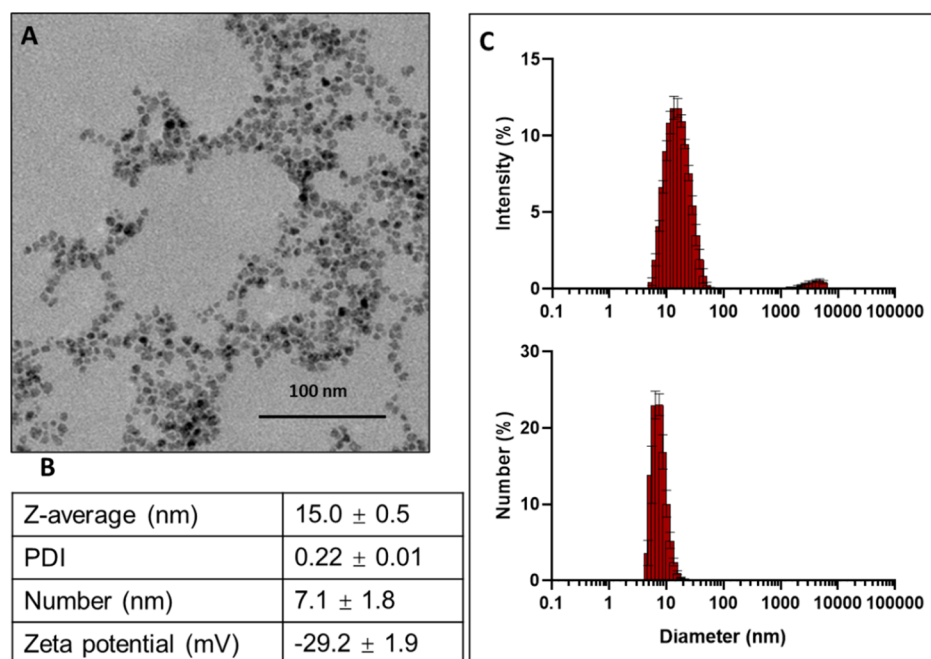 A
100 nm
B
Z-average (nm) 15.0 ± 0.5
PDI 0.22 ± 0.01
Number (nm) 7.1 ± 1.8
Zeta potential (mV) -29.2 ± 1.9
C
Intensity (%)
15
10
5
0
0.1 1 10 100 1000 10000 100000
Number (%)
30
20
10
0
0.1 1 10 100 1000 10000 100000
Diameter (nm)